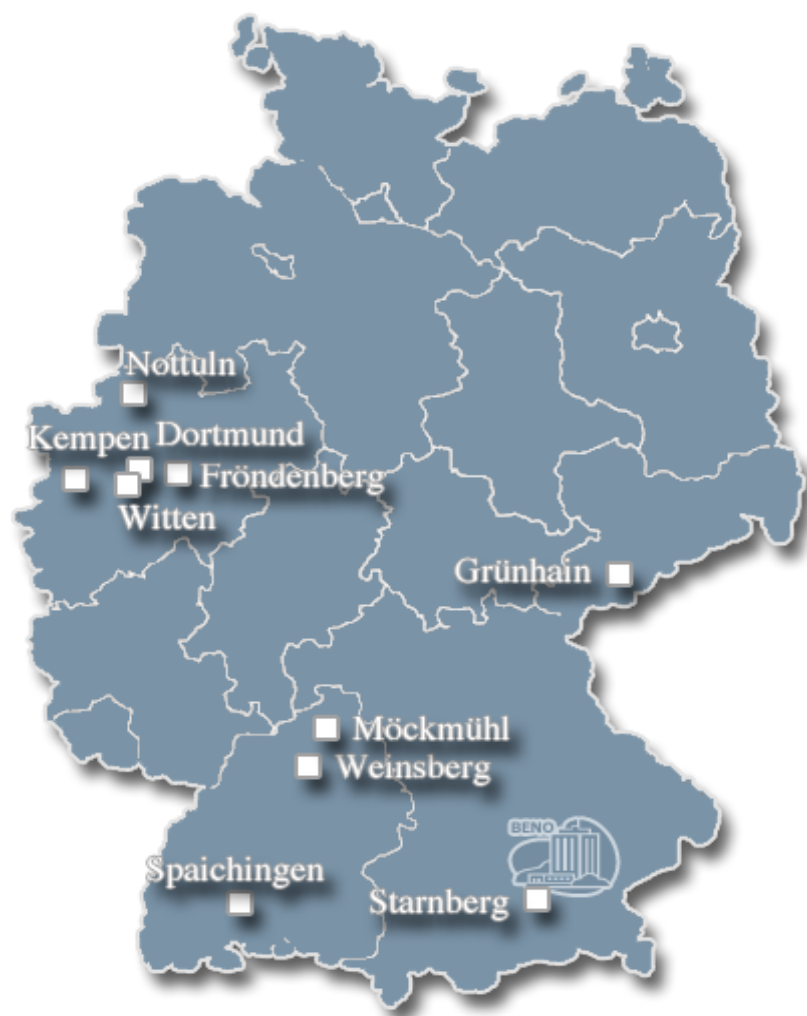 Nottuln
Kempen
Dortmund
Fröndenberg
Witten
Grünhain
Möckmühl
Weinsberg
BENO
Spaichingen
Starnberg